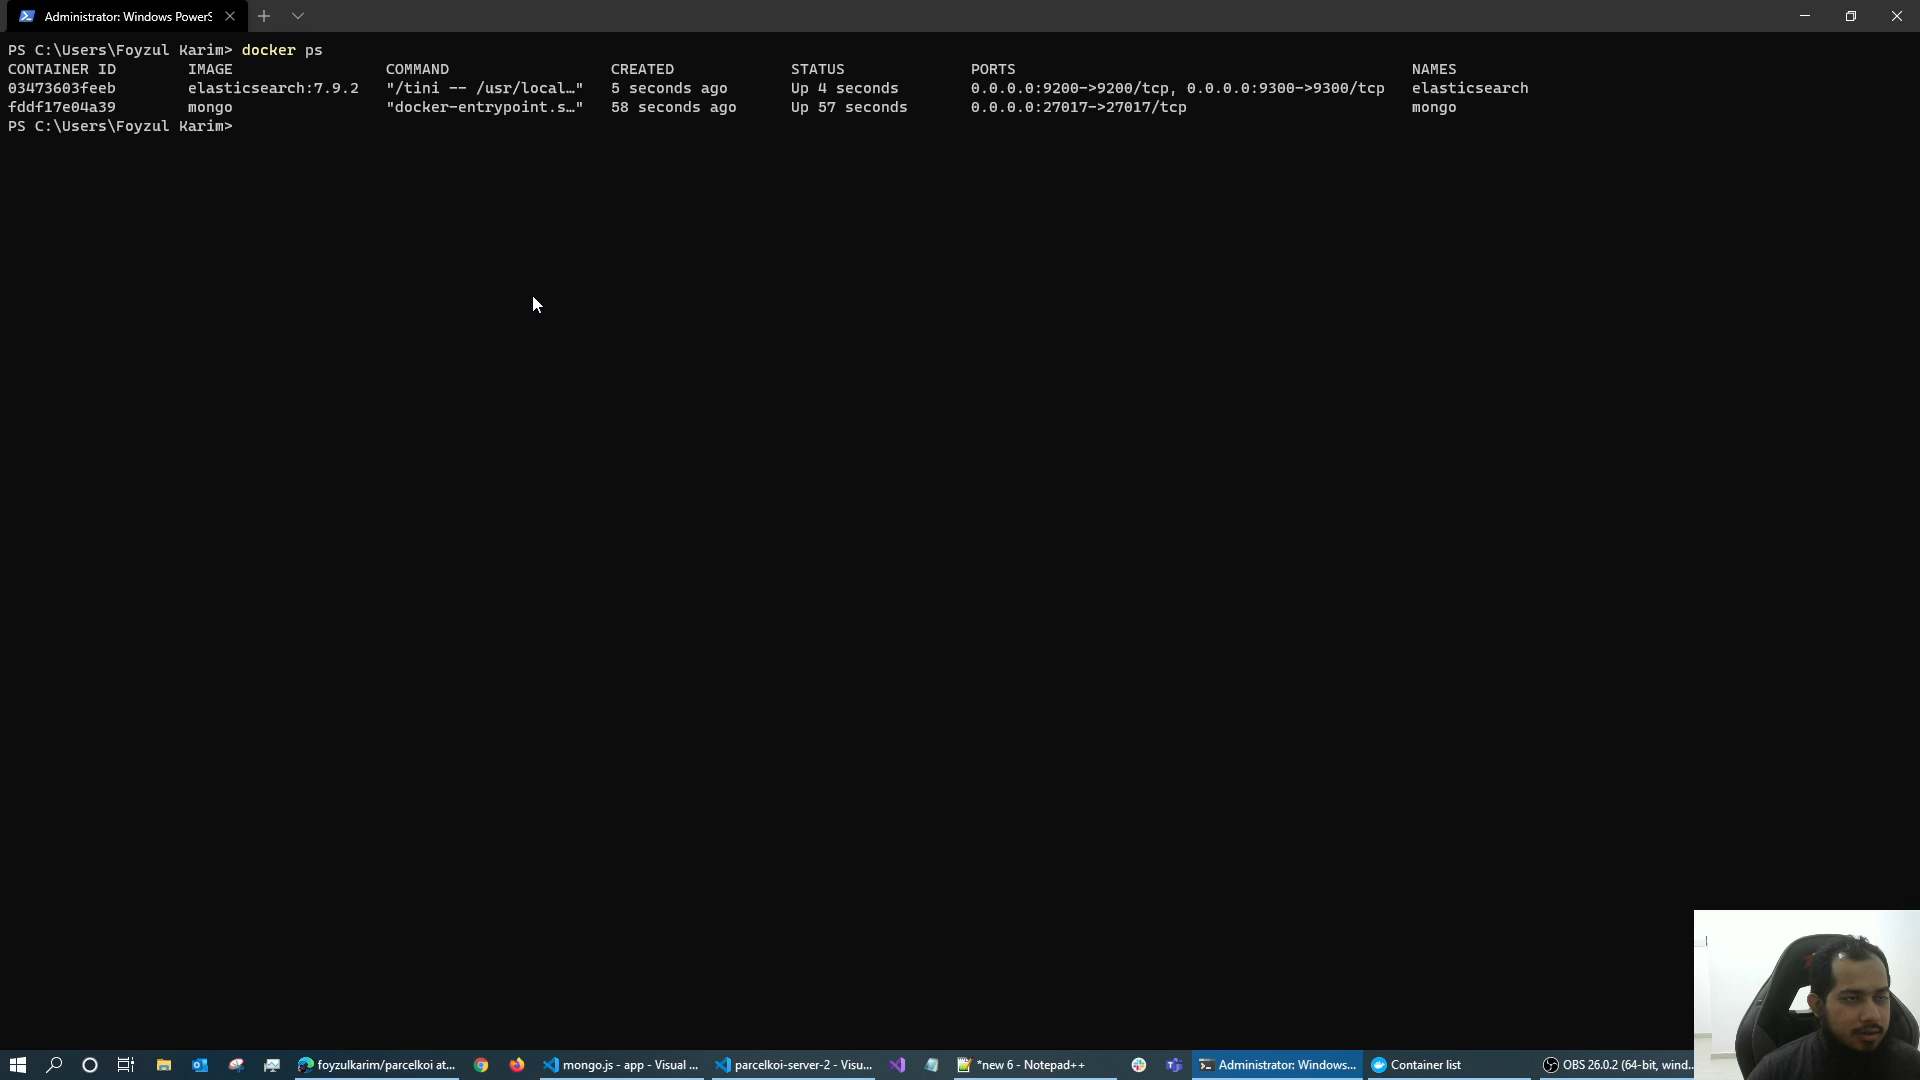 Administrator: Windows PowerS
PS C:\Users\Foyzul Karim> docker ps
CONTAINER ID IMAGE COMMAND CREATED STATUS PORTS NAMES
03473603feeb elasticsearch:7.9.2 "/tini -- /usr/local…" 5 seconds ago Up 4 seconds 0.0.0.0:9200->9200/tcp, 0.0.0.0:9300->9300/tcp elasticsearch
fddf17e04a39 mongo "docker-entrypoint.s…" 58 seconds ago Up 57 seconds 0.0.0.0:27017->27017/tcp mongo
PS C:\Users\Foyzul Karim>
foyzulkarim/parcelkoi at... mongo.js - app - Visual ... parcelkoi-server-2 - Visu... *new 6 - Notepad++ Administrator: Windows... Container list OBS 26.0.2 (64-bit, wind...